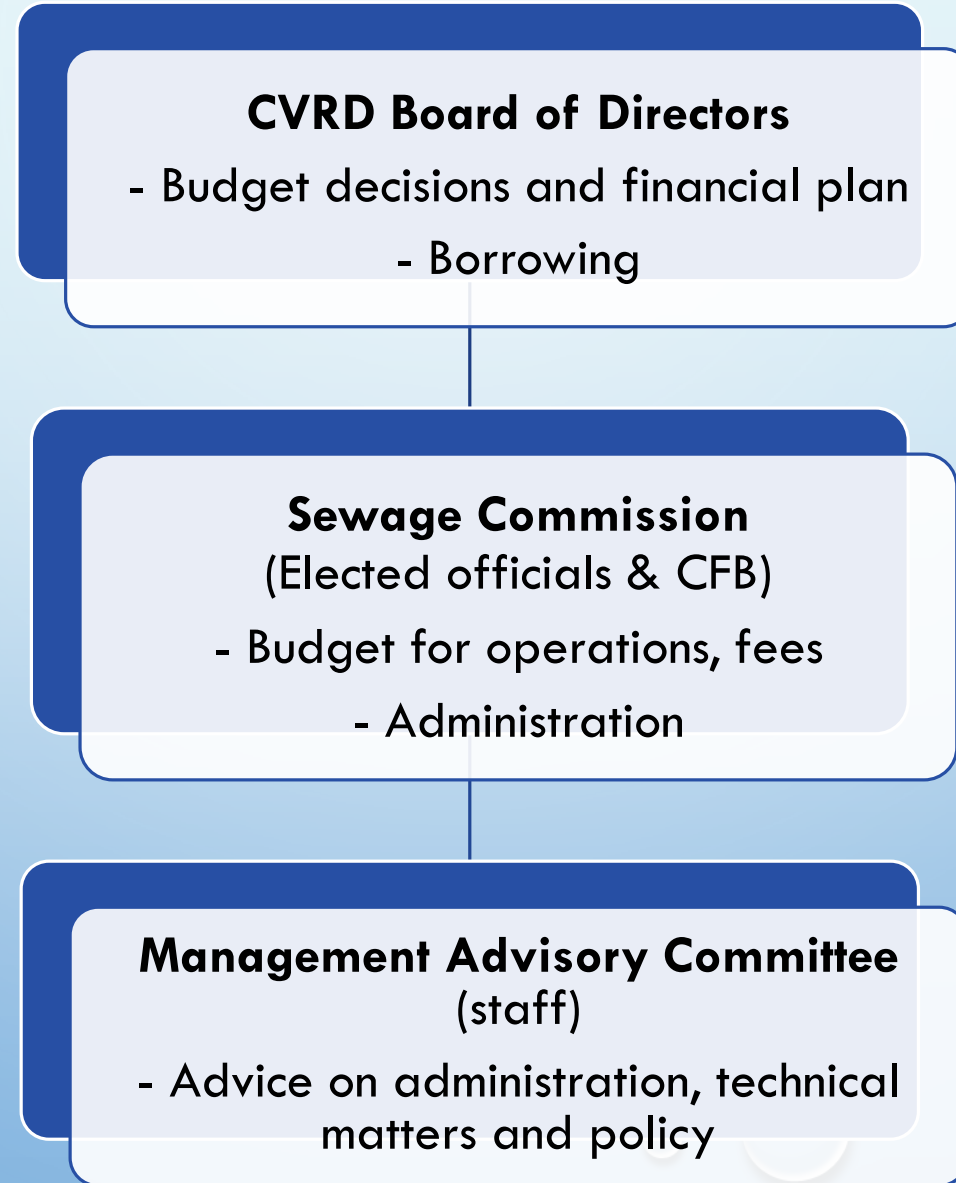 CVRD Board of Directors
- Budget decisions and financial plan
- Borrowing
Sewage Commission
(Elected officials & CFB)
- Budget for operations, fees
- Administration
Management Advisory Committee
(staff)
- Advice on administration, technical
matters and policy